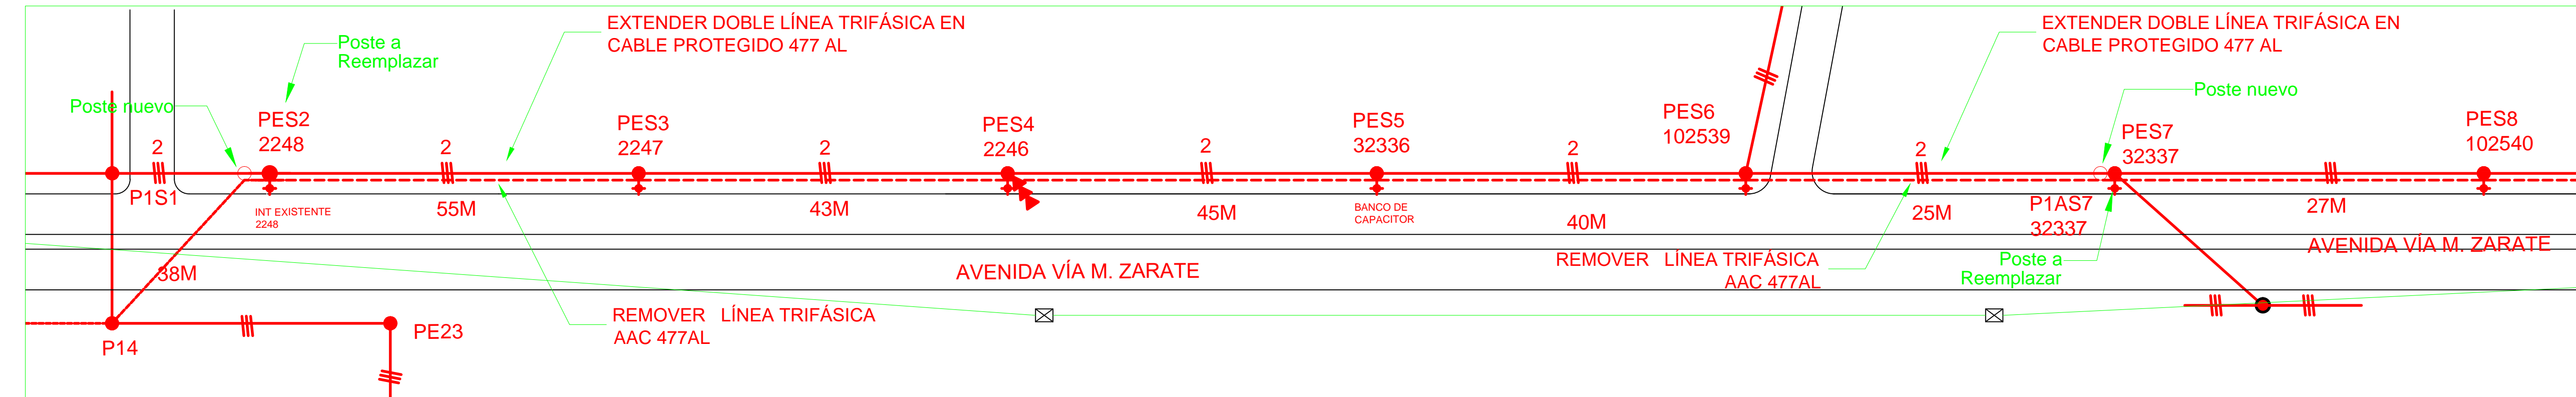 EXTENDER DOBLE LÍNEA TRIFÁSICA EN
CABLE PROTEGIDO 477 AL
EXTENDER DOBLE LÍNEA TRIFÁSICA EN
CABLE PROTEGIDO 477 AL
Poste a
Reemplazar
Poste nuevo
Poste nuevo
PES2
2248
PES3
2247
PES4
2246
PES5
32336
PES6
102539
PES7
32337
PES8
102540
2
2
2
2
2
2
P1S1
INT EXISTENTE
2248
55M
43M
45M
BANCO DE
CAPACITOR
40M
25M
P1AS7
32337
27M
38M
AVENIDA VÍA M. ZARATE
REMOVER LÍNEA TRIFÁSICA
AAC 477AL
Poste a
Reemplazar
AVENIDA VÍA M. ZARATE
REMOVER LÍNEA TRIFÁSICA
AAC 477AL
P14
PE23